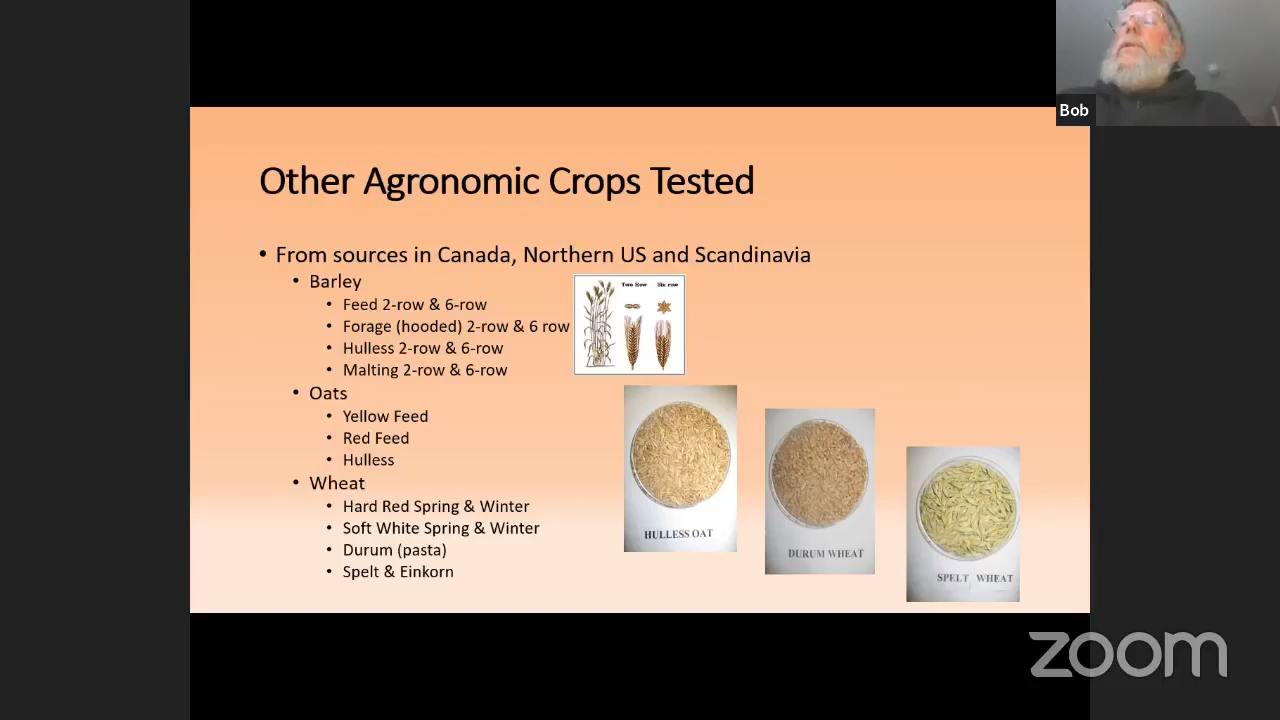 Bob
Other Agronomic Crops Tested
• From sources in Canada, Northern US and Scandinavia
• Barley
• Feed 2-row & 6-row
• Forage (hooded) 2-row & 6 row
• Hulless 2-row & 6-row
• Malting 2-row & 6-row
Two Row Six row
• Oats
• Yellow Feed
• Red Feed
• Hulless
• Wheat
• Hard Red Spring & Winter
• Soft White Spring & Winter
• Durum (pasta)
• Spelt & Einkorn
HULLESS OAT
DURUM WHEAT
SPELT WHEAT
zoom